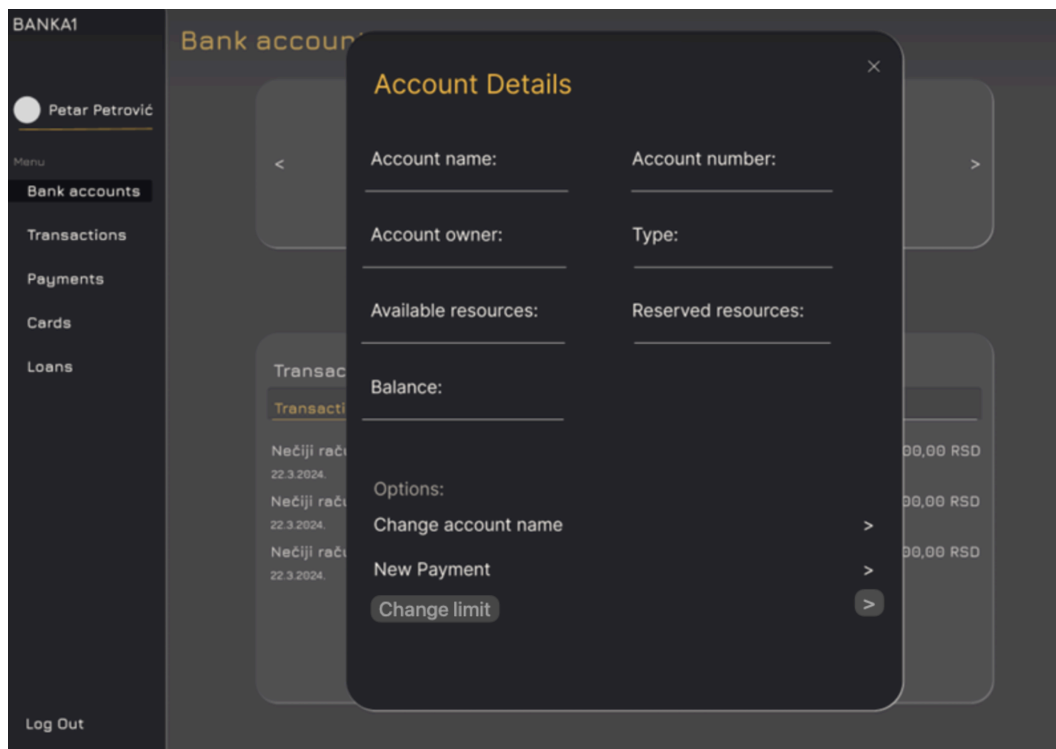 BANKA1
Petar Petrović
Menu
Bank accounts
Transactions
Payments
Cards
Loans
Log Out
Bank accoun
<
>
Transac
Transacti
Nečiji raču
00,00 RSD
22.3.2024.
Nečiji raču
00,00 RSD
22.3.2024.
Nečiji raču
00,00 RSD
22.3.2024.
Account Details
×
Account name:
Account number:
Account owner:
Type:
Available resources:
Reserved resources:
Balance:
Options:
Change account name >
New Payment >
Change limit >